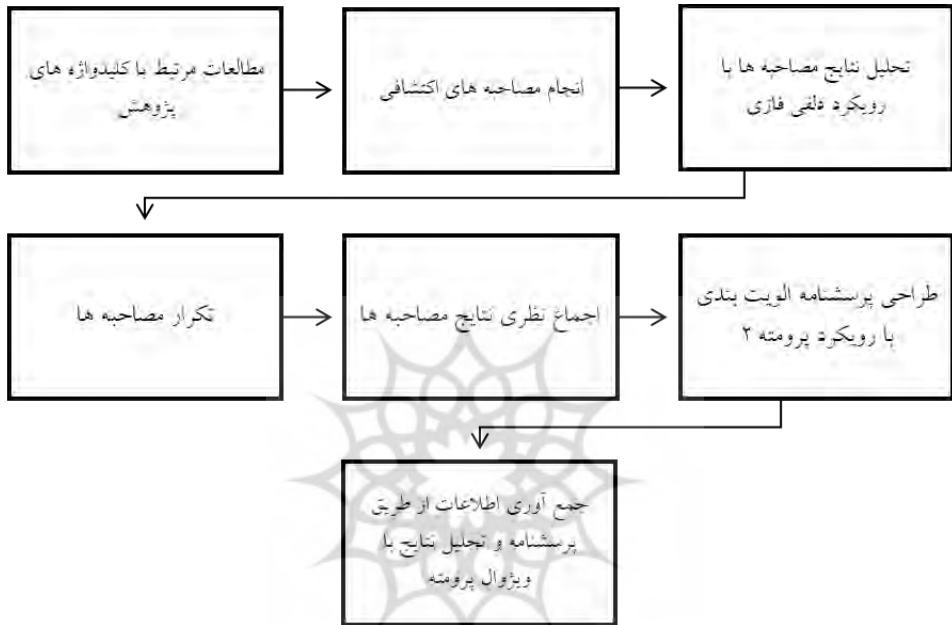 مطالعات مرتبط با کلیدواژه های
پژوهش
انجام مصاحبه های اکتشافی
تحلیل نتایج مصاحبه ها با
رویکرد دلفی فازی
تکرار مصاحبه ها
اجماع نظری نتایج مصاحبه ها
طراحی پرسشنامه الویت بندی
با رویکرد پرومته ۲
جمع آوری اطلاعات از طریق
پرسشنامه و تحلیل نتایج با
ویژوال پرومته